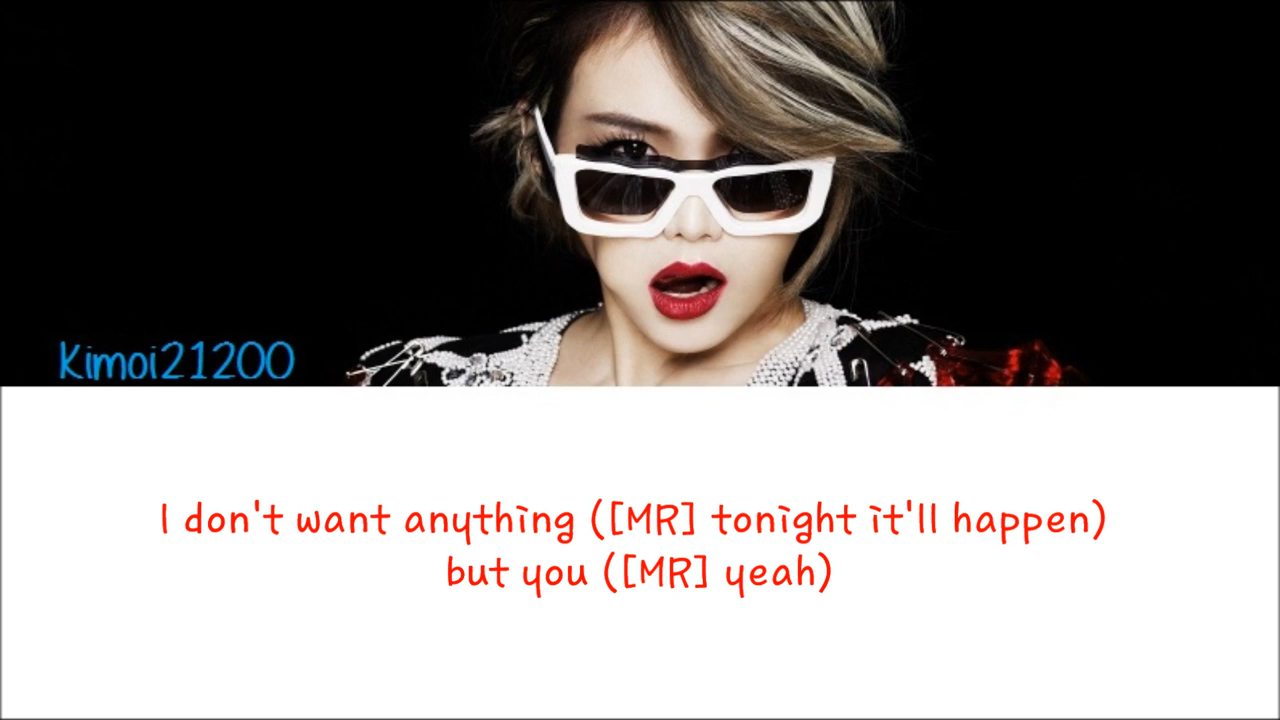 Kimoi21200
I don't want anything ([MR] tonight it'll happen)
but you ([MR] yeah)